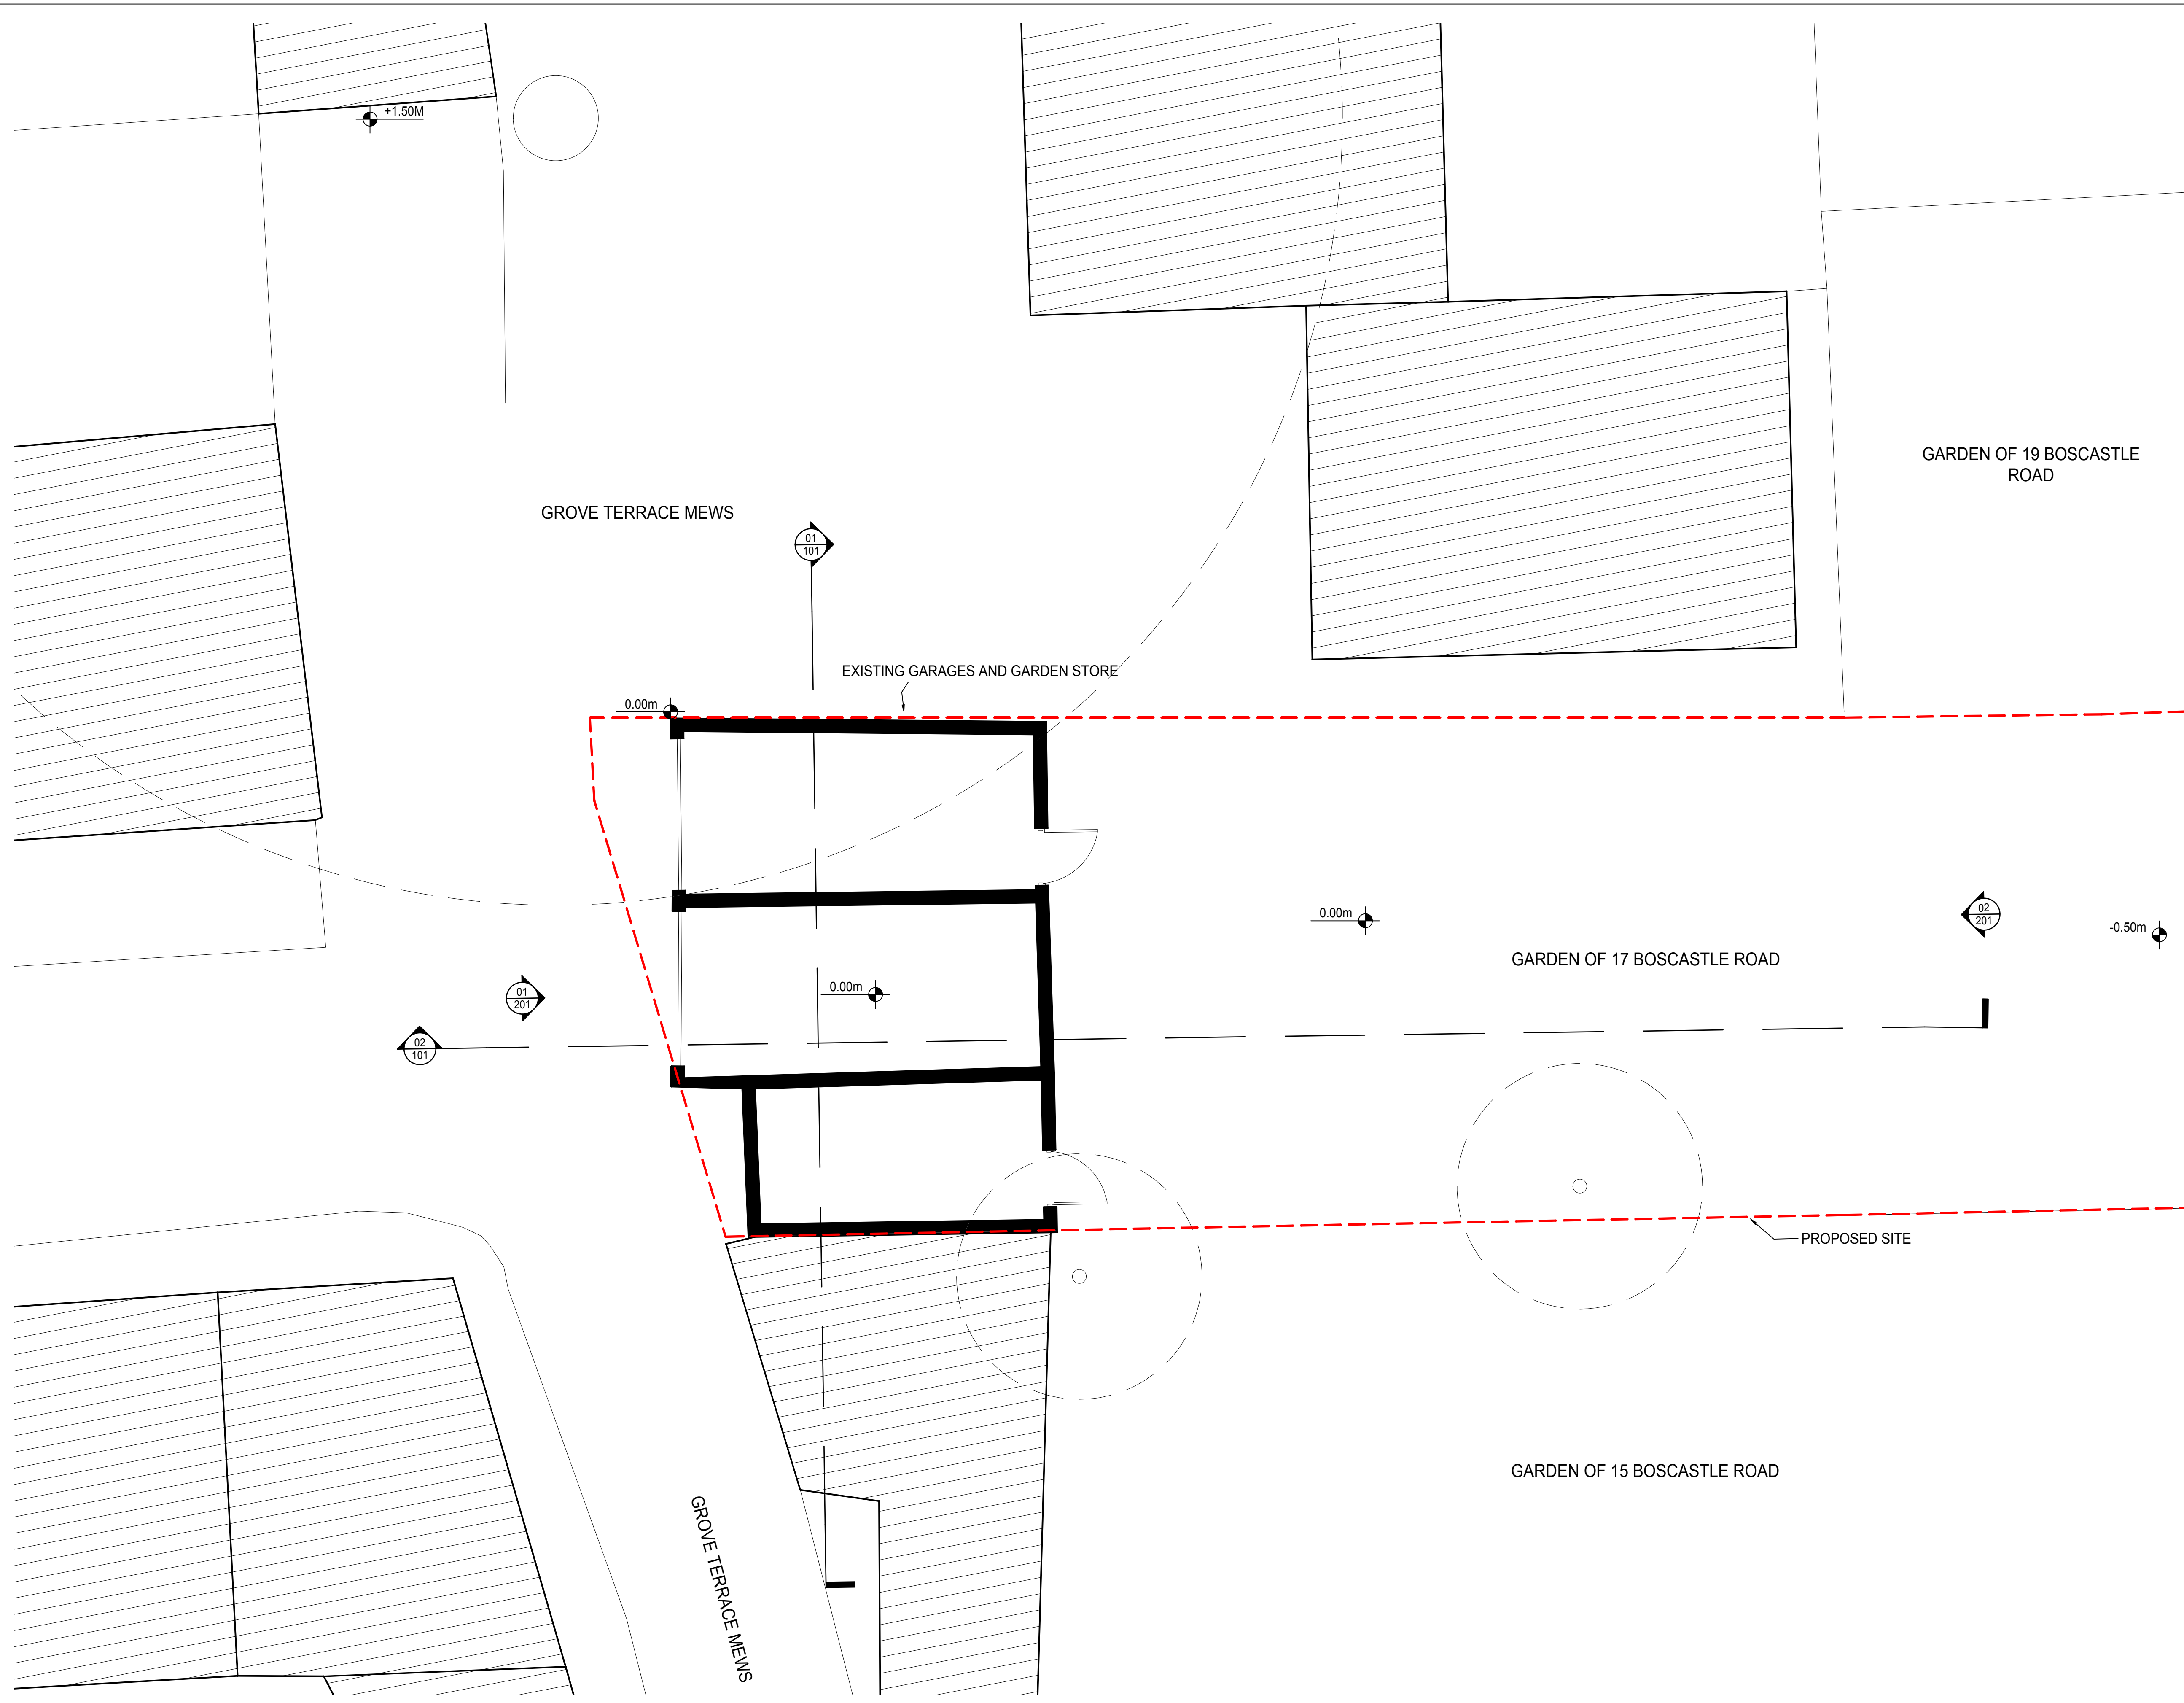 +1.50M
GARDEN OF 19 BOSCASTLE
ROAD
GROVE TERRACE MEWS
01
101
EXISTING GARAGES AND GARDEN STORE
0.00m
0.00m
02
201
-0.50m
GARDEN OF 17 BOSCASTLE ROAD
0.00m
01
201
02
101
PROPOSED SITE
GARDEN OF 15 BOSCASTLE ROAD
GROVE TERRACE MEWS